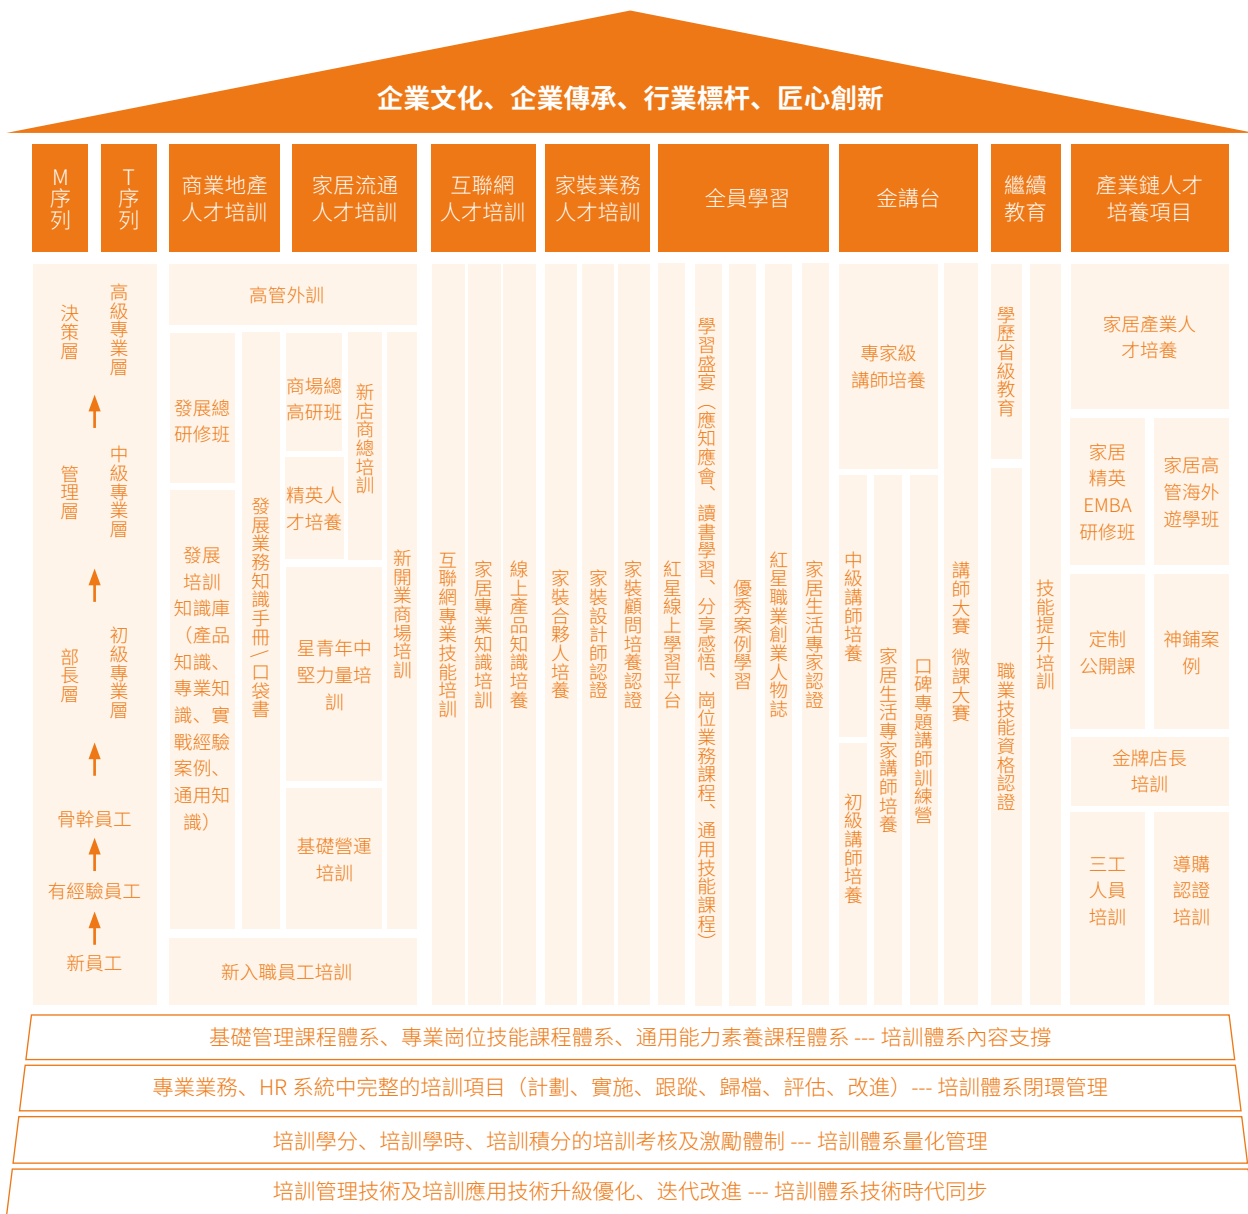 企業文化、企業傳承、行業標杆、匠心創新
M
序
列
T
序
列
商業地產
人才培訓
家居流通
人才培訓
互聯網
人才培訓
家裝業務
人才培訓
全員學習
金講台
繼續
教育
產業鏈人才
培養項目
決策層
高級專業層
管理層
中級專業層
部長層
初級專業層
骨幹員工
有經驗員工
新員工
高管外訓
發展總
研修班
發展
培訓
知識庫
（產品
知識、
專業知
識、實
戰經驗
案例、
通用知
識）
發展業務知識手冊/口袋書
商場總
高研班
精英人
才培養
新店商總培訓
星青年中
堅力量培
訓
基礎營運
培訓
新開業商場培訓
新入職員工培訓
互聯網專業技能培訓
家居專業知識培訓
線上產品知識培養
家裝合夥人培養
家裝設計師認證
家裝顧問培養認證
紅星線上學習平台
學習盛宴（應知應會、讀書學習、分享感悟、崗位業務課程、通用技能課程）
優秀案例學習
紅星職業創業人物誌
家居生活專家認證
專家級
講師培養
中級講師培養
初級講師培養
家居生活專家講師培養
口碑專題講師訓練營
講師大賽 微課大賽
學歷省級教育
職業技能資格認證
技能提升培訓
家居產業人
才培養
家居
精英
EMBA
研修班
家居高
管海外
遊學班
定制
公開課
神鋪案
例
金牌店長
培訓
三工
人員
培訓
導購
認證
培訓
基礎管理課程體系、專業崗位技能課程體系、通用能力素養課程體系 --- 培訓體系內容支撐
專業業務、HR 系統中完整的培訓項目（計劃、實施、跟蹤、歸檔、評估、改進）--- 培訓體系閉環管理
培訓學分、培訓學時、培訓積分的培訓考核及激勵體制 --- 培訓體系量化管理
培訓管理技術及培訓應用技術升級優化、迭代改進 --- 培訓體系技術時代同步